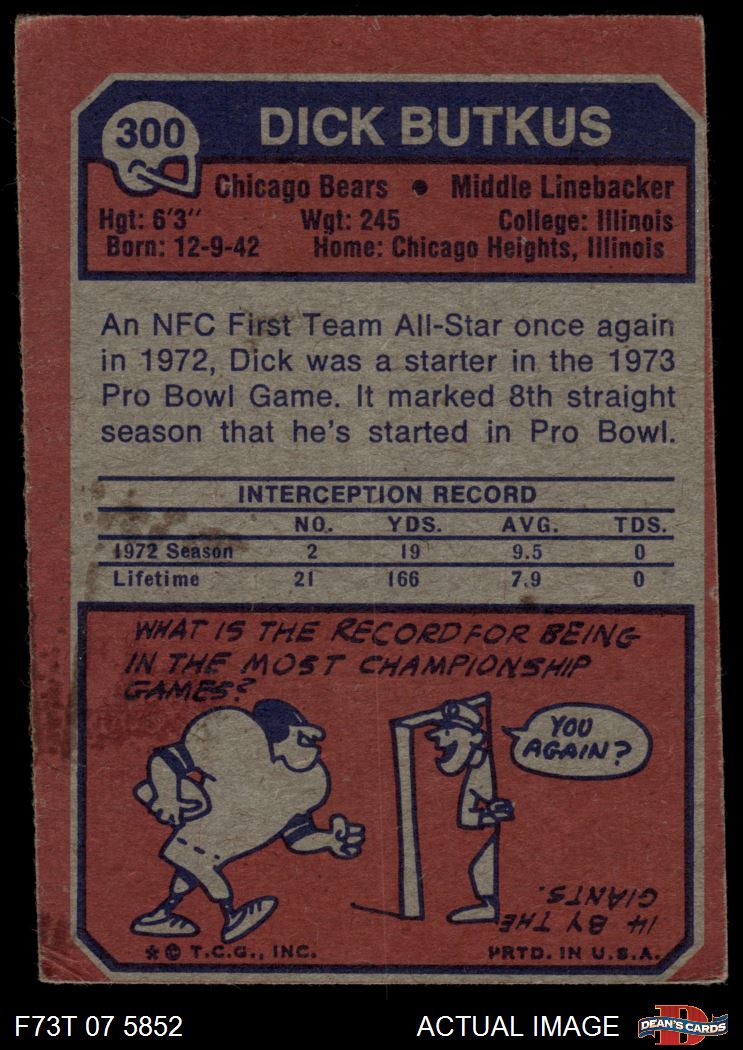 300
DICK BUTKUS
Chicago Bears • Middle Linebacker
Hgt: 6'3" Wgt: 245 College: Illinois
Born: 12-9-42 Home: Chicago Heights, Illinois
An NFC First Team All-Star once again
in 1972, Dick was a starter in the 1973
Pro Bowl Game. It marked 8th straight
season that he's started in Pro Bowl.
INTERCEPTION RECORD
NO. YDS. AVG. TDS.
1972 Season 2 19 9.5 0
Lifetime 21 166 7.9 0
WHAT IS THE RECORD FOR BEING
IN THE MOST CHAMPIONSHIP
GAMES?
YOU
AGAIN?
14 BY THE
GIANTS.
* © T.C.G., INC. PRTD. IN U.S.A.
F73T 07 5852 ACTUAL IMAGE
D
DEAN'S CARDS